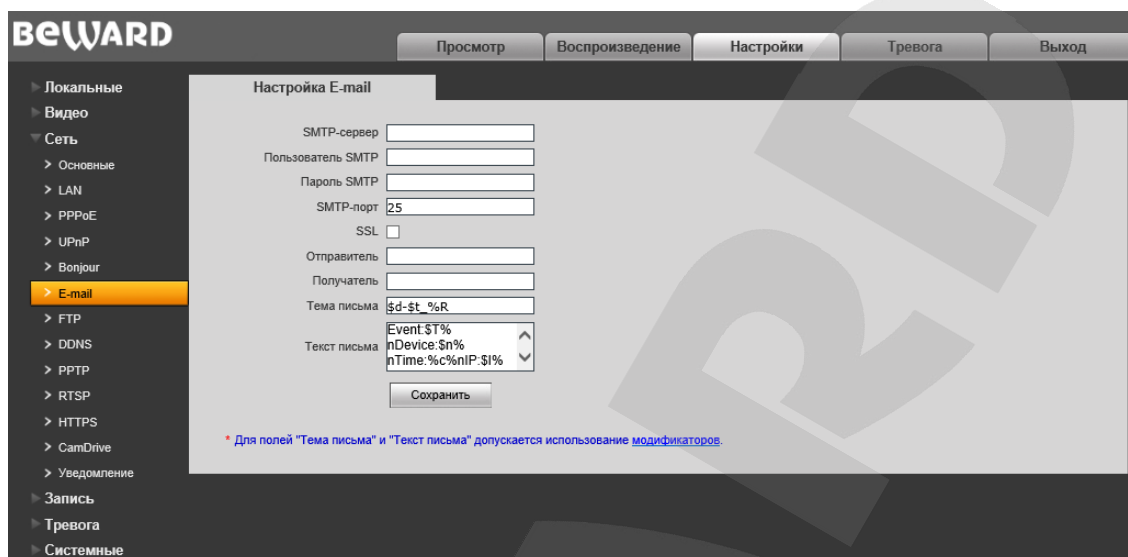 BEWARD
Просмотр
Воспроизведение
Настройки
Тревога
Выход
Локальные
Видео
Сеть
Основные
LAN
PPPoE
UPnP
Bonjour
E-mail
FTP
DDNS
PPTP
RTSP
HTTPS
CamDrive
Уведомление
Запись
Тревога
Системные
Настройка E-mail
SMTP-сервер
Пользователь SMTP
Пароль SMTP
SMTP-порт 25
SSL
Отправитель
Получатель
Тема письма $d-$t_%R
Текст письма
Event:$T%
nDevice:$n%
nTime:%c%nIP:$I%
Сохранить
* Для полей "Тема письма" и "Текст письма" допускается использование модификаторов.